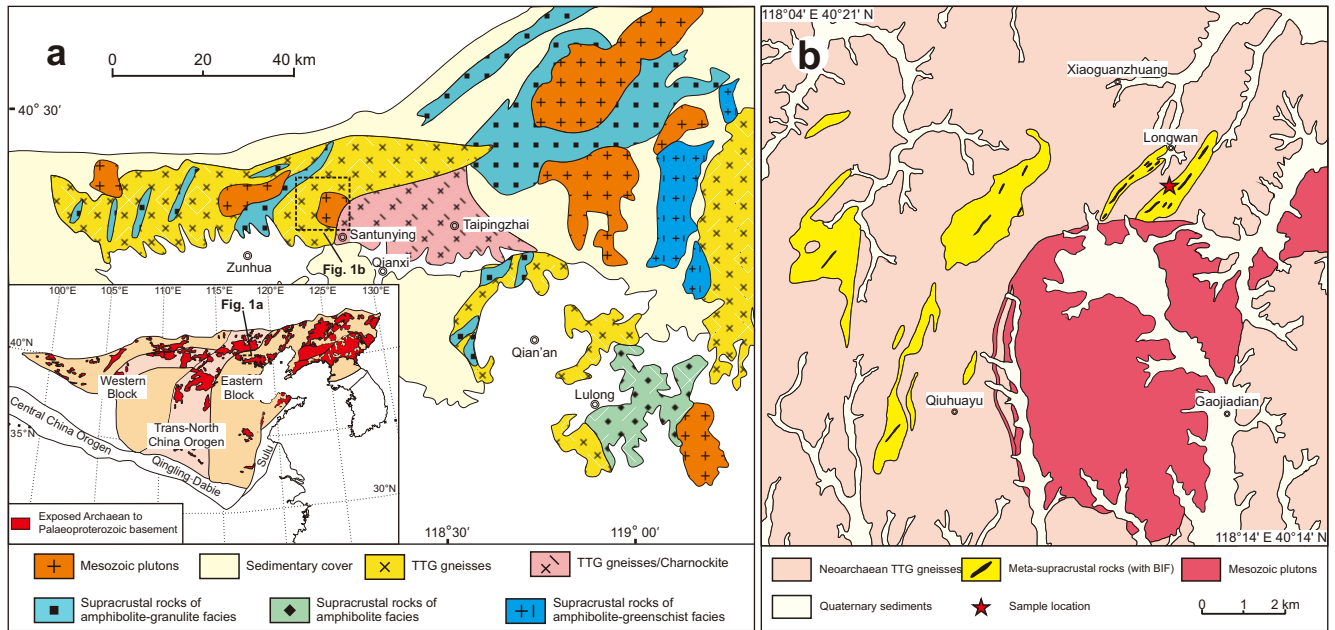 a
0 20 40 km
40° 30'
Santunying
Taipingzhai
Zunhua
Fig. 1b
Qianxi
Qian'an
Lulong
118°30'
119° 00'
100°E 105°E 110°E 115°E 120°E 125°E 130°E
Fig. 1a
40°N
35°N
30°N
Western
Block
Eastern
Block
Trans-North
China Orogen
Central China Orogen
Qingling-Dabie
Sulu
Exposed Archaean to
Palaeoproterozoic basement
Mesozoic plutons
Sedimentary cover
TTG gneisses
TTG gneisses/Charnockite
Supracrustal rocks of
amphibolite-granulite facies
Supracrustal rocks of
amphibolite facies
Supracrustal rocks of
amphibolite-greenschist facies
118°04' E 40°21' N
b
Xiaoguanzhuang
Longwan
Qiuhuayu
Gaojiadian
118°14' E 40°14' N
Neoarchaean TTG gneisses
Meta-supracrustal rocks (with BIF)
Mesozoic plutons
Quaternary sediments
Sample location
0 1 2 km